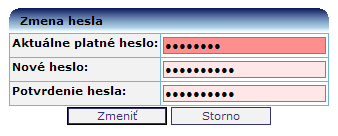 Zmena hesla
Aktuálne platné heslo: ••••••••
Nové heslo: ••••••••••
Potvrdenie hesla: ••••••••••
Zmeniť Storno